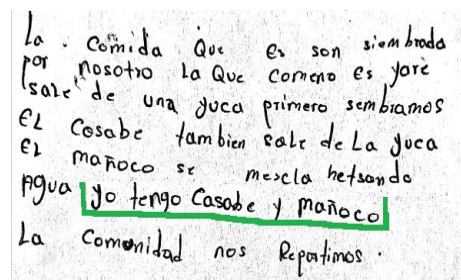 La . Comida Que es son siembrada
por nosotro La Que comeno es yare
sale de una yuca primero sembramos
EL Cosabe tambien sale de La yuca
EL mañoco se mezcla hetsando
Agua yo tengo Casabe y mañoco
La Comonidad nos Repartimos .